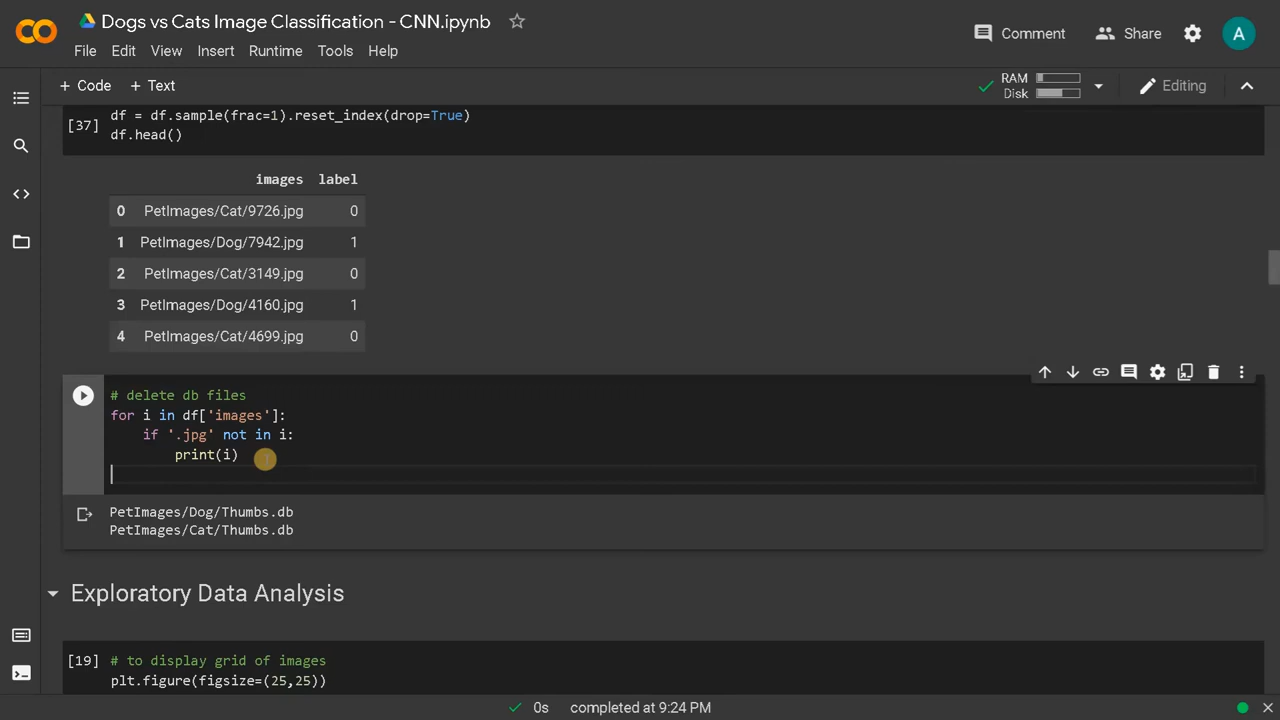 Dogs vs Cats Image Classification - CNN.ipynb
File Edit View Insert Runtime Tools Help
Comment Share A
+ Code + Text
RAM
Disk
Editing
[37]
df = df.sample(frac=1).reset_index(drop=True)
df.head()
images label
0 PetImages/Cat/9726.jpg 0
1 PetImages/Dog/7942.jpg 1
2 PetImages/Cat/3149.jpg 0
3 PetImages/Dog/4160.jpg 1
4 PetImages/Cat/4699.jpg 0
# delete db files
for i in df['images']:
if '.jpg' not in i:
print(i)
PetImages/Dog/Thumbs.db
PetImages/Cat/Thumbs.db
Exploratory Data Analysis
[19] # to display grid of images
plt.figure(figsize=(25,25))
0s completed at 9:24 PM